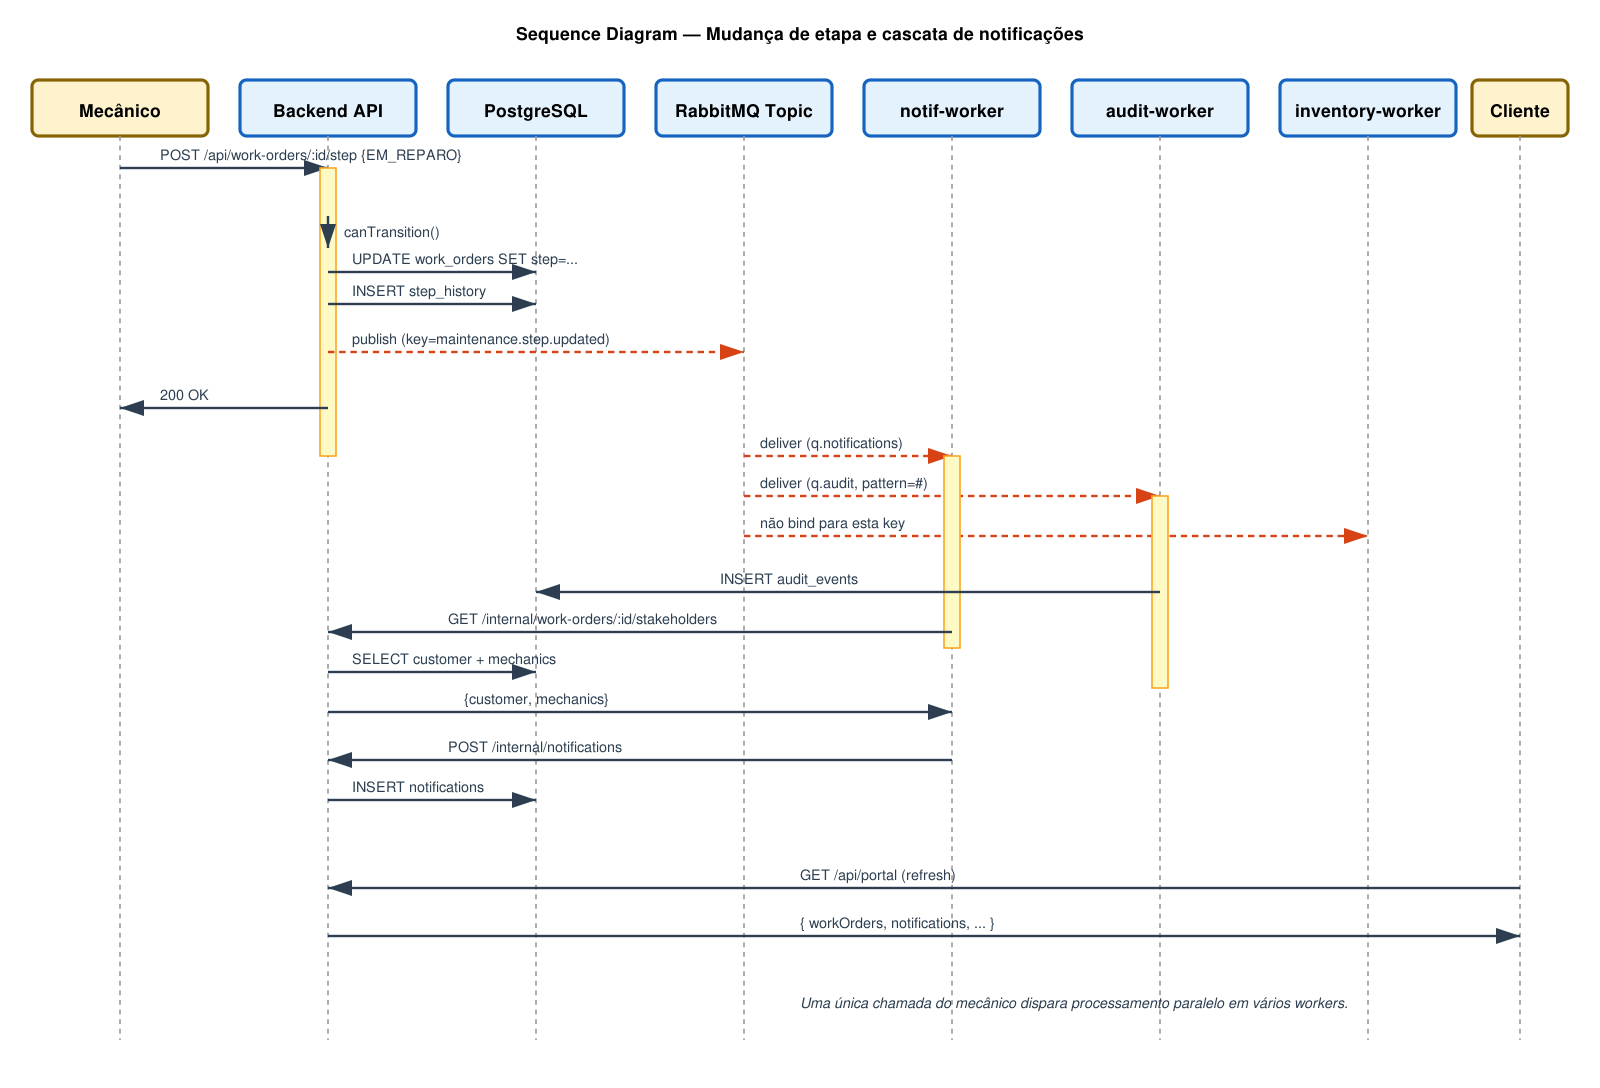 Sequence Diagram — Mudança de etapa e cascata de notificações
Mecânico
Backend API
PostgreSQL
RabbitMQ Topic
notif-worker
audit-worker
inventory-worker
Cliente
POST /api/work-orders/:id/step {EM_REPARO}
canTransition()
UPDATE work_orders SET step=...
INSERT step_history
publish (key=maintenance.step.updated)
200 OK
deliver (q.notifications)
deliver (q.audit, pattern=#)
não bind para esta key
INSERT audit_events
GET /internal/work-orders/:id/stakeholders
SELECT customer + mechanics
{customer, mechanics}
POST /internal/notifications
INSERT notifications
GET /api/portal (refresh)
{ workOrders, notifications, ... }
Uma única chamada do mecânico dispara processamento paralelo em vários workers.